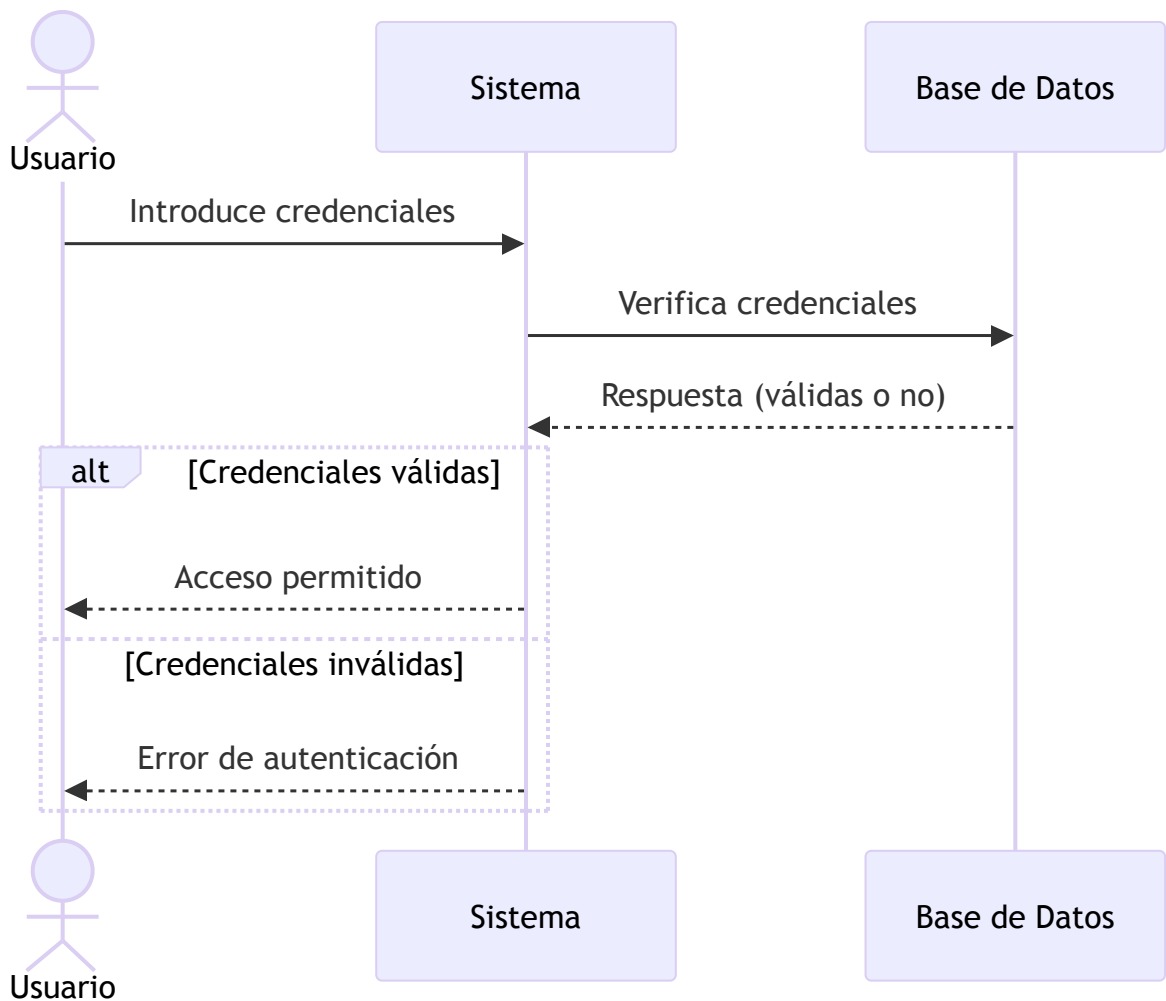 Usuario
Sistema
Base de Datos
Introduce credenciales
Verifica credenciales
Respuesta (válidas o no)
alt
[Credenciales válidas]
Acceso permitido
[Credenciales inválidas]
Error de autenticación
Usuario
Sistema
Base de Datos